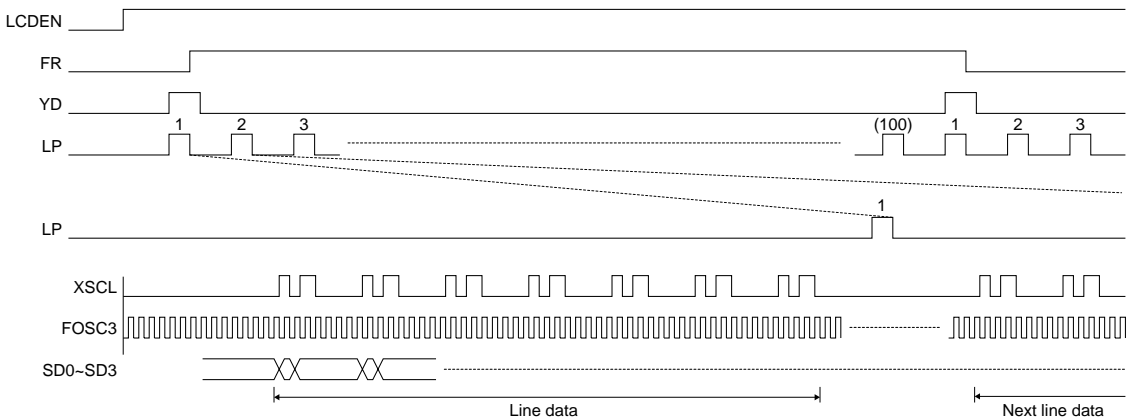 LCDEN
FR
YD
1 2 3 (100) 1 2 3
LP
1
LP
XSCL
FOSC3
SD0~SD3
Line data Next line data